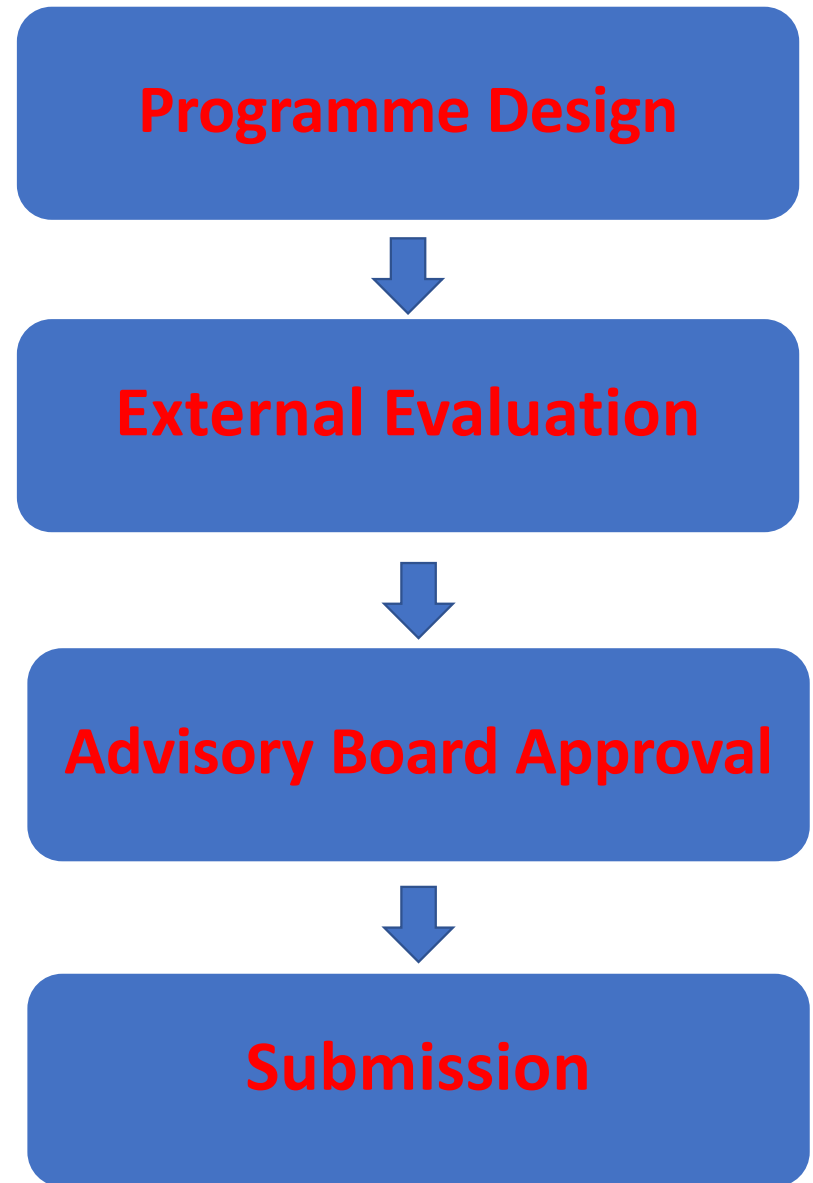 Programme Design
External Evaluation
Advisory Board Approval
Submission